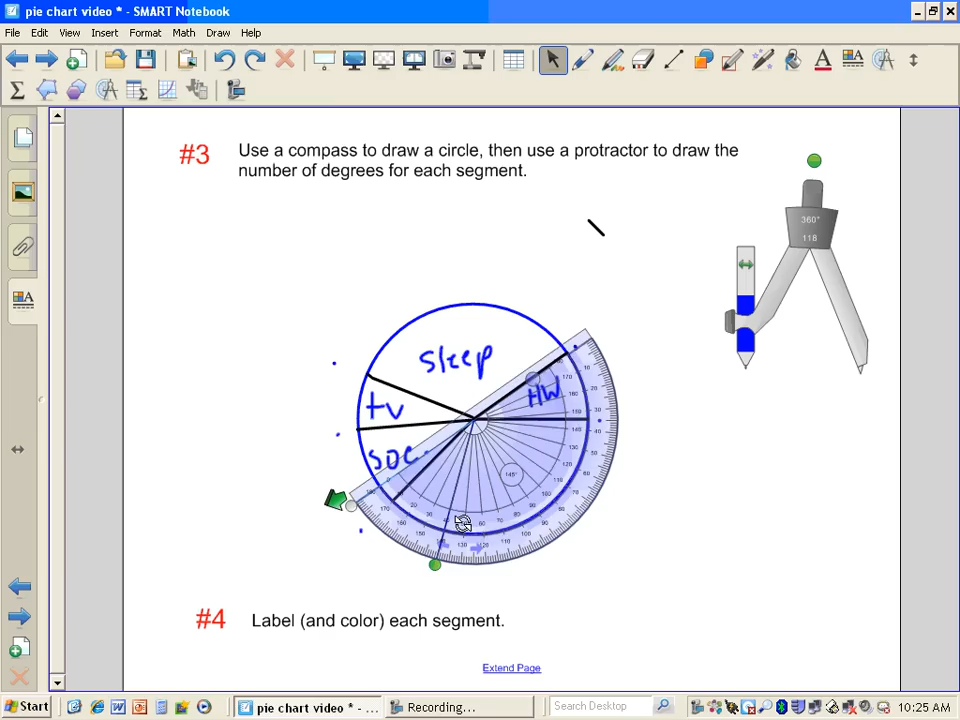 pie chart video * - SMART Notebook
File Edit View Insert Format Math Draw Help
#3 Use a compass to draw a circle, then use a protractor to draw the
number of degrees for each segment.
360°
118
sleep
HW
tv
soc
145°
#4 Label (and color) each segment.
Extend Page
Start
pie chart video * - ...
Recording...
Search Desktop
10:25 AM